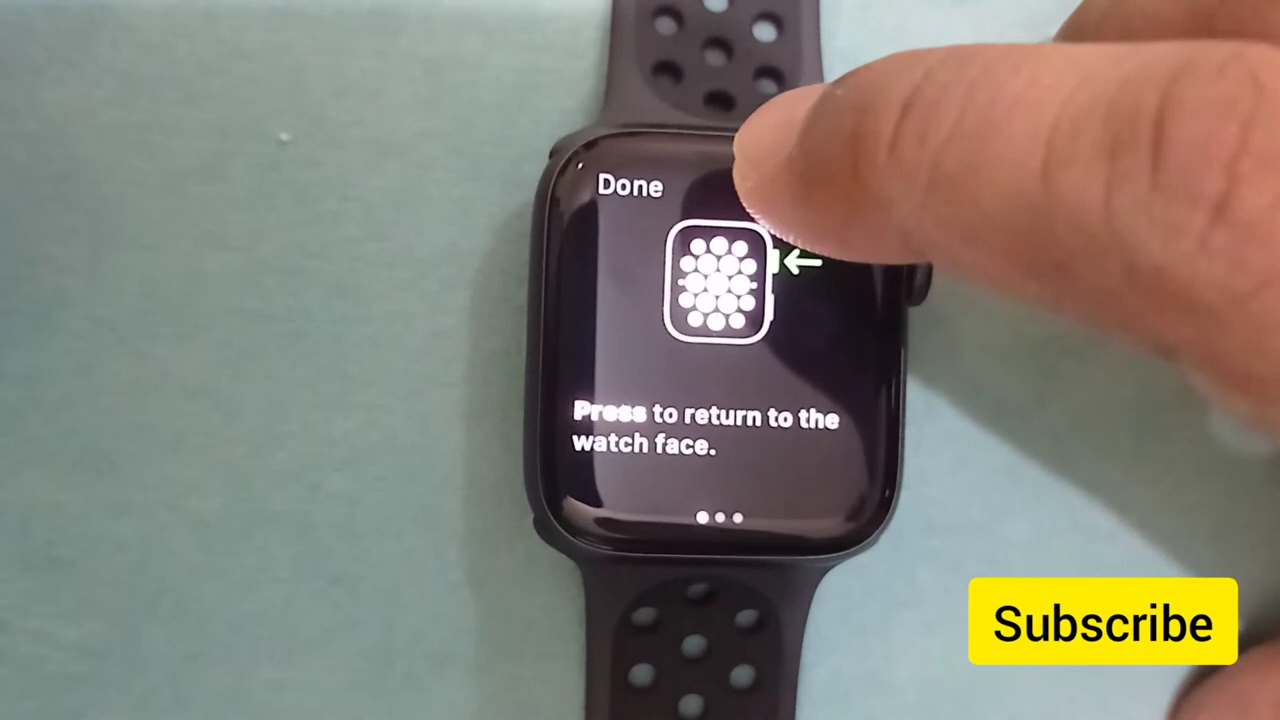 Done
Press to return to the
watch face.
Subscribe